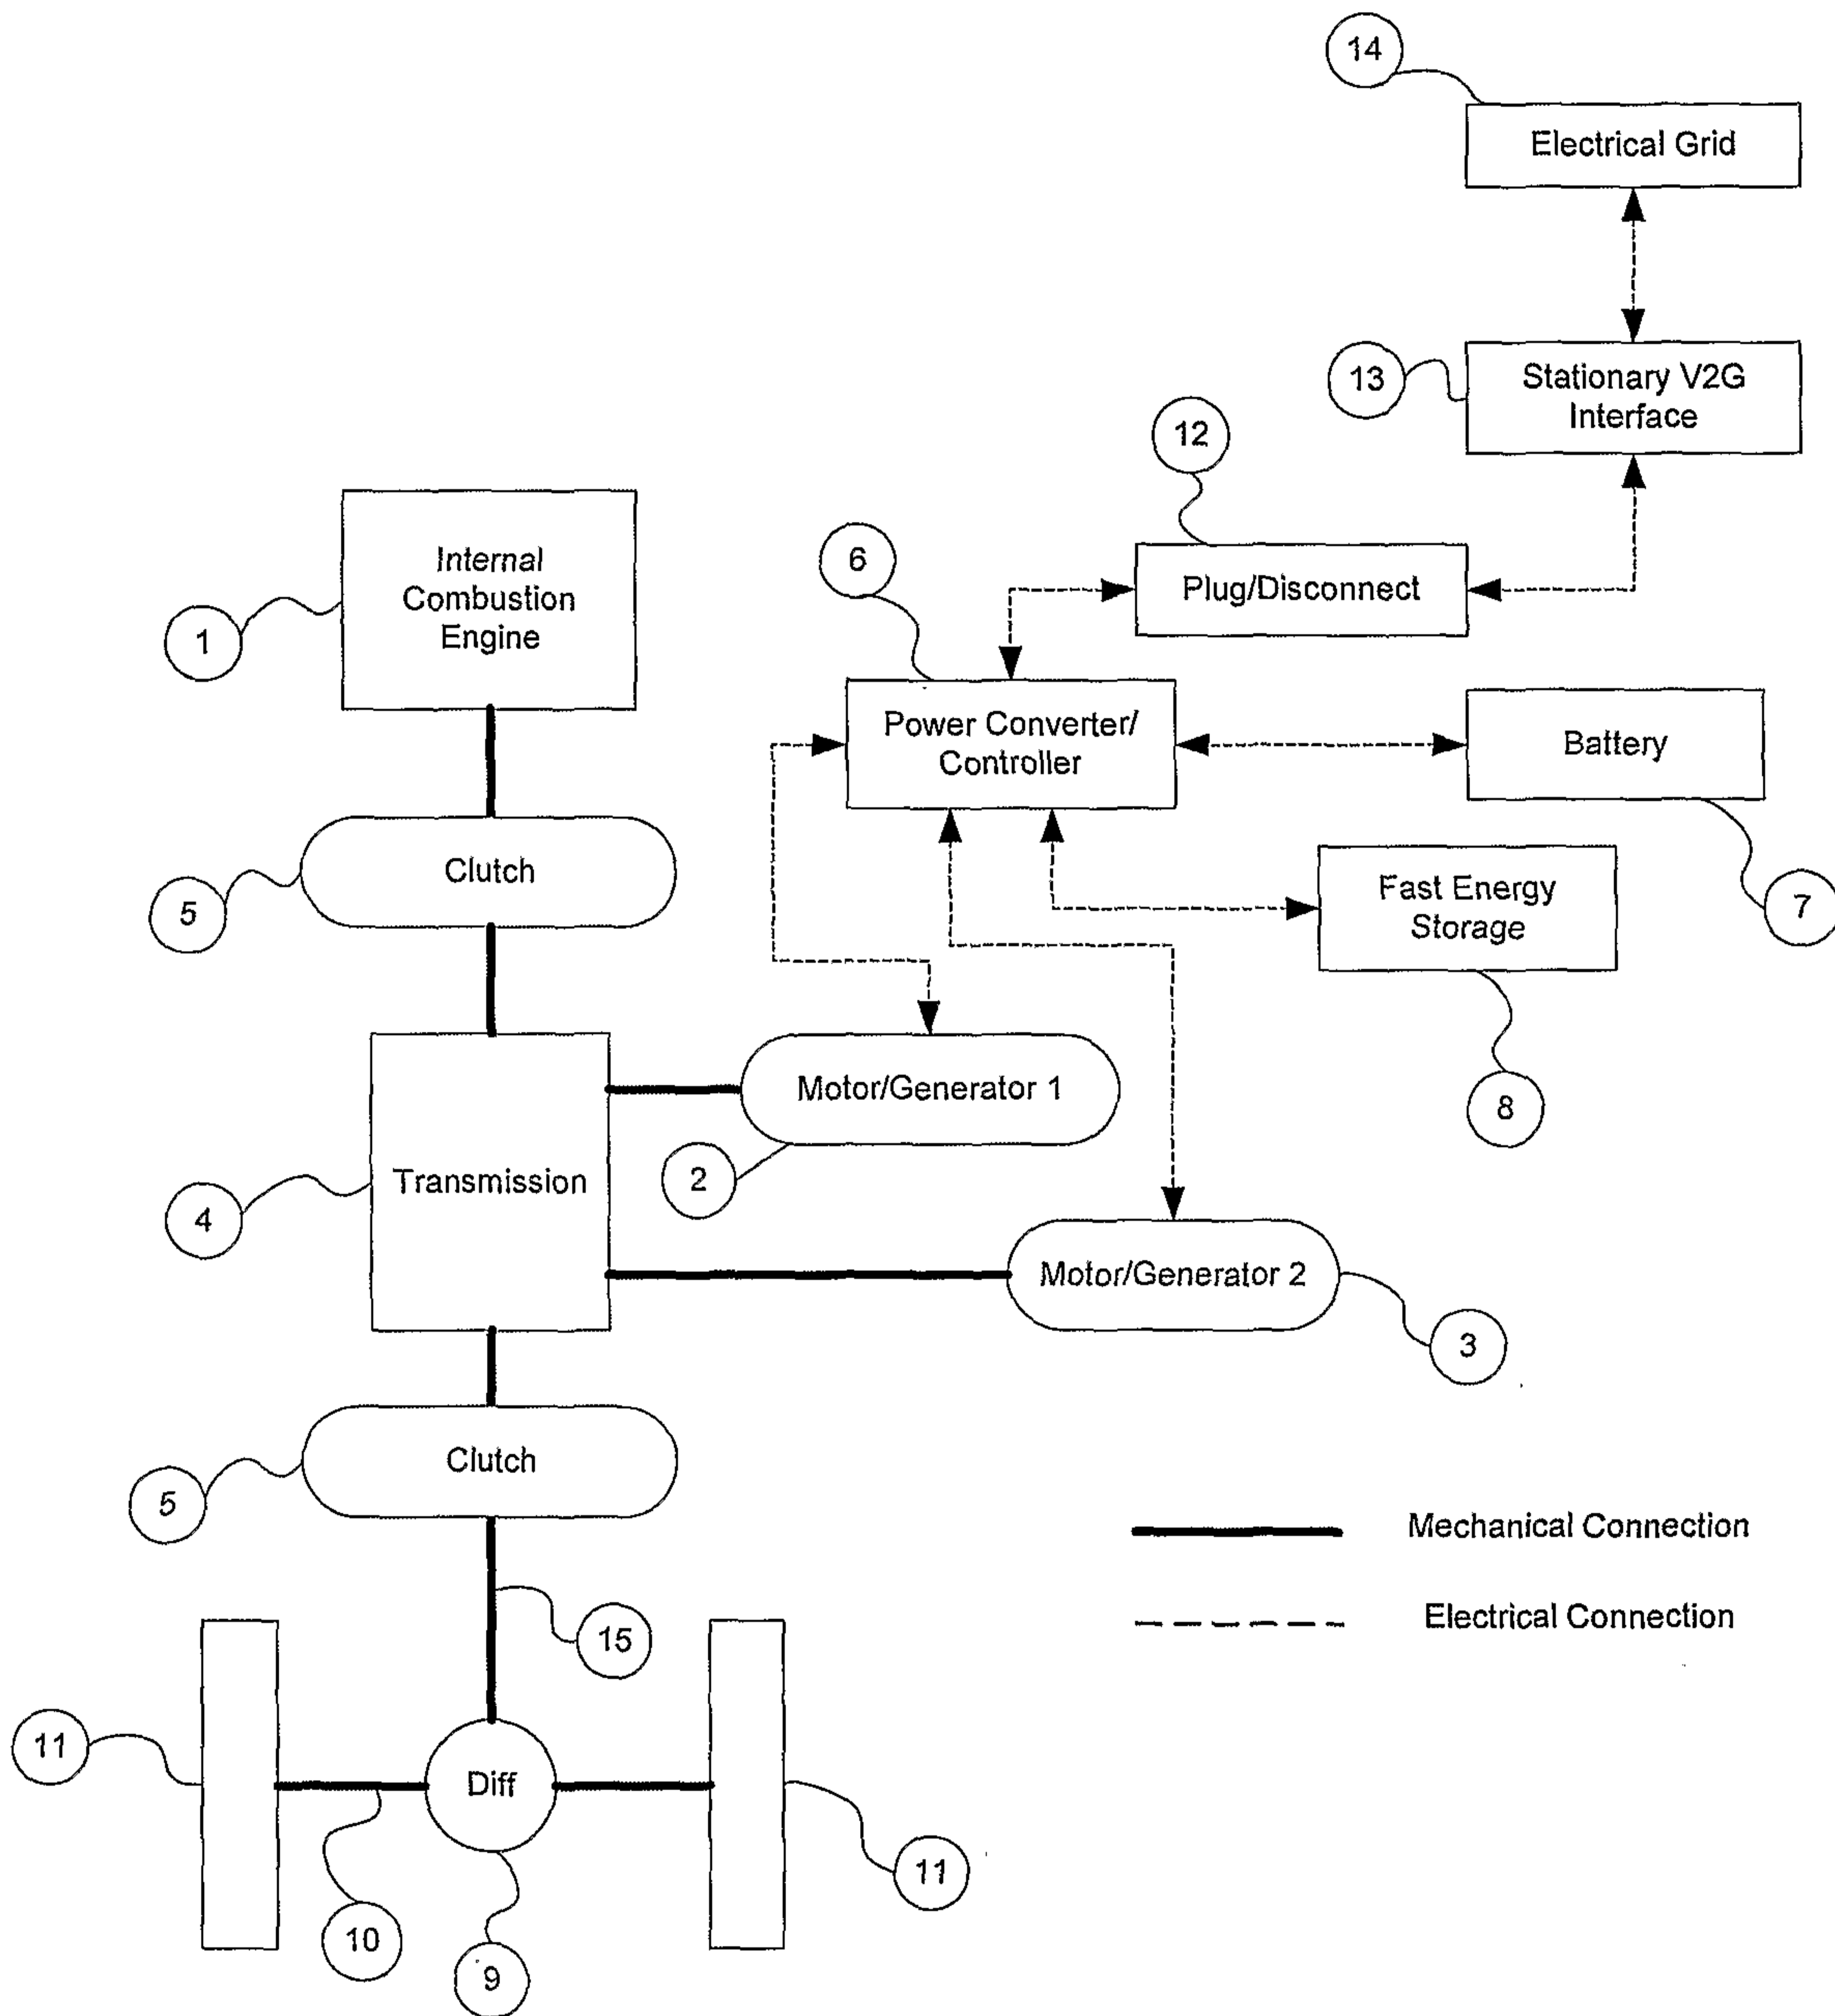 14
Electrical Grid
13
Stationary V2G
Interface
12
6
Plug/Disconnect
Internal
Combustion
Engine
1
Power Converter/
Controller
Battery
Clutch
5
Fast Energy
Storage
7
Motor/Generator 1
8
2
Transmission
4
Motor/Generator 2
3
Clutch
5
Mechanical Connection
Electrical Connection
15
11
Diff
11
10
9